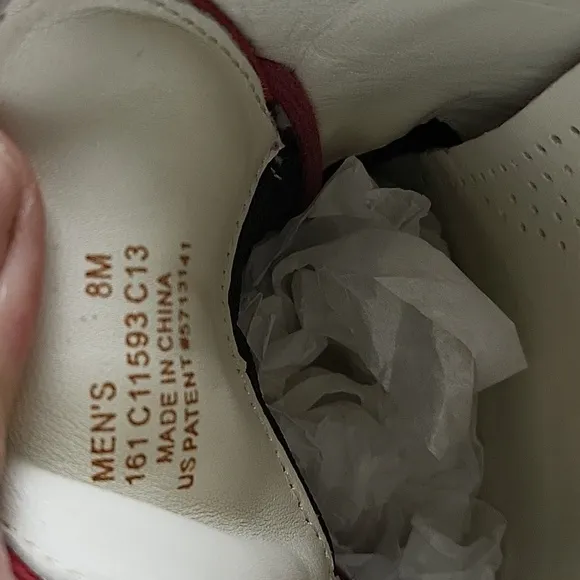 MEN'S 8M
161 C11593 C13
MADE IN CHINA
US PATENT #5713141